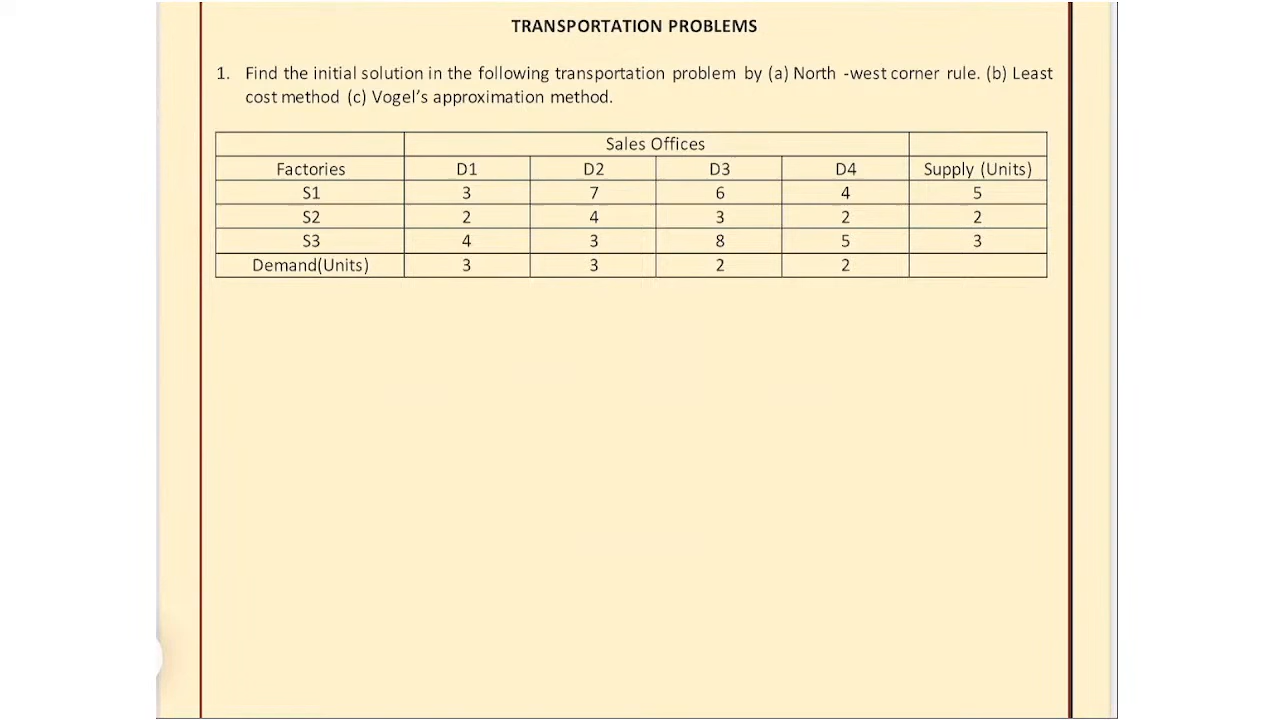 TRANSPORTATION PROBLEMS
1. Find the initial solution in the following transportation problem by (a) North -west corner rule. (b) Least
cost method (c) Vogel's approximation method.
Sales Offices
Factories D1 D2 D3 D4 Supply (Units)
S1 3 7 6 4 5
S2 2 4 3 2 2
S3 4 3 8 5 3
Demand(Units) 3 3 2 2